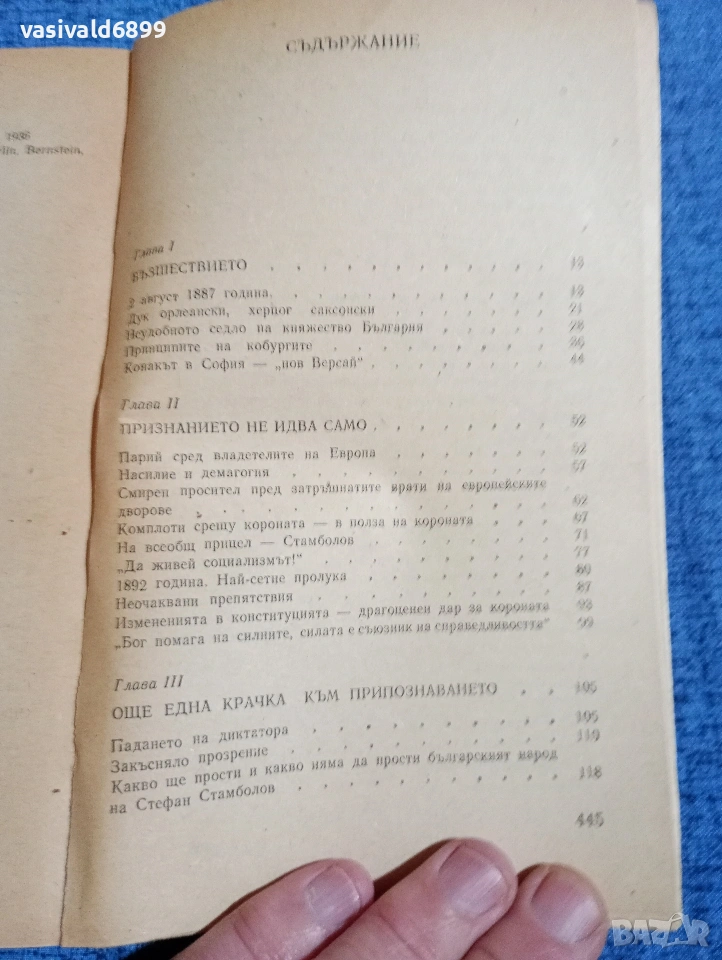 vasivald6899
1936
Bernstein,
СЪДЪРЖАНИЕ
Глава I
ВЪЗШЕСТВИЕТО . . . . . . . . . . . 13
2 август 1887 година. . . . . . . . . . 13
Дук орлеански, херцог саксонски . . . . . . 21
Неудобното седло на княжество България . . . . 28
Принципите на кобургите . . . . . . . 36
Ковакът в София — „нов Версай“ . . . . . . 44
Глава II
ПРИЗНАНИЕТО НЕ ИДВА САМО . . . . . . 52
Парий сред владетелите на Европа . . . . . 52
Насилие и демагогия . . . . . . . . 57
Смирен просител пред затръшнатите врати на европейските
дворове . . . . . . . . . . . . 62
Комплоти срещу короната — в полза на короната . . 67
На всеобщ прицел — Стамболов . . . . . . 71
„Да живей социализмът!“ . . . . . . . 77
1892 година. Най-сетне пролука . . . . . . 80
Неочаквани препятствия . . . . . . . 87
Измененията в конституцията — драгоценен дар за короната 93
„Бог помага на силните, силата е съюзник на справедливостта“ 99
Глава III
ОЩЕ ЕДНА КРАЧКА КЪМ ПРИПОЗНАВАНЕТО . . 105
Падането на диктатора . . . . . . . . 105
Закъсняло прозрение . . . . . . . . 110
Какво ще прости и какво няма да прости българският народ
на Стефан Стамболов . . . . . . . . 118
445
BAZAR